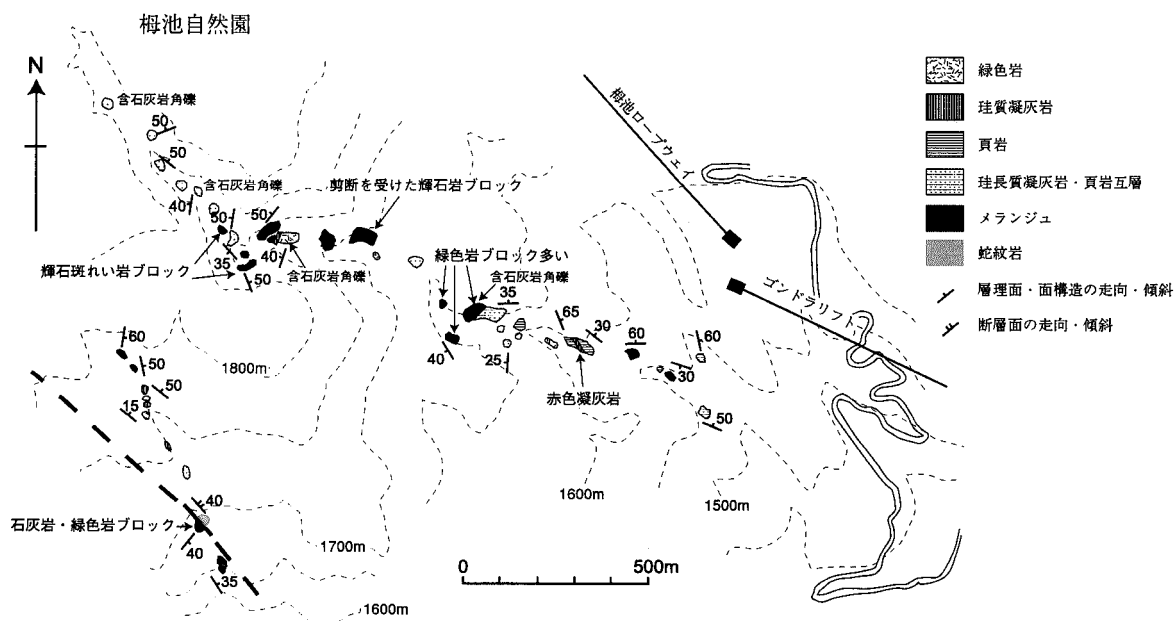 栂池自然園
N
含石灰岩角礫
50
50
含石灰岩角礫
剪断を受けた輝石岩ブロック
40
50
50
35
40
50
輝石斑れい岩ブロック
含石灰岩角礫
緑色岩ブロック多い
含石灰岩角礫
35
40
25
65
30
60
60
30
50
赤色凝灰岩
60
50
50
15
40
40
35
石灰岩・緑色岩ブロック
1800m
1700m
1600m
1600m
1500m
0
500m
栂池ロープウェイ
ゴンドラリフト
緑色岩
珪質凝灰岩
頁岩
珪長質凝灰岩・頁岩互層
メランジュ
蛇紋岩
層理面・面構造の走向・傾斜
断層面の走向・傾斜